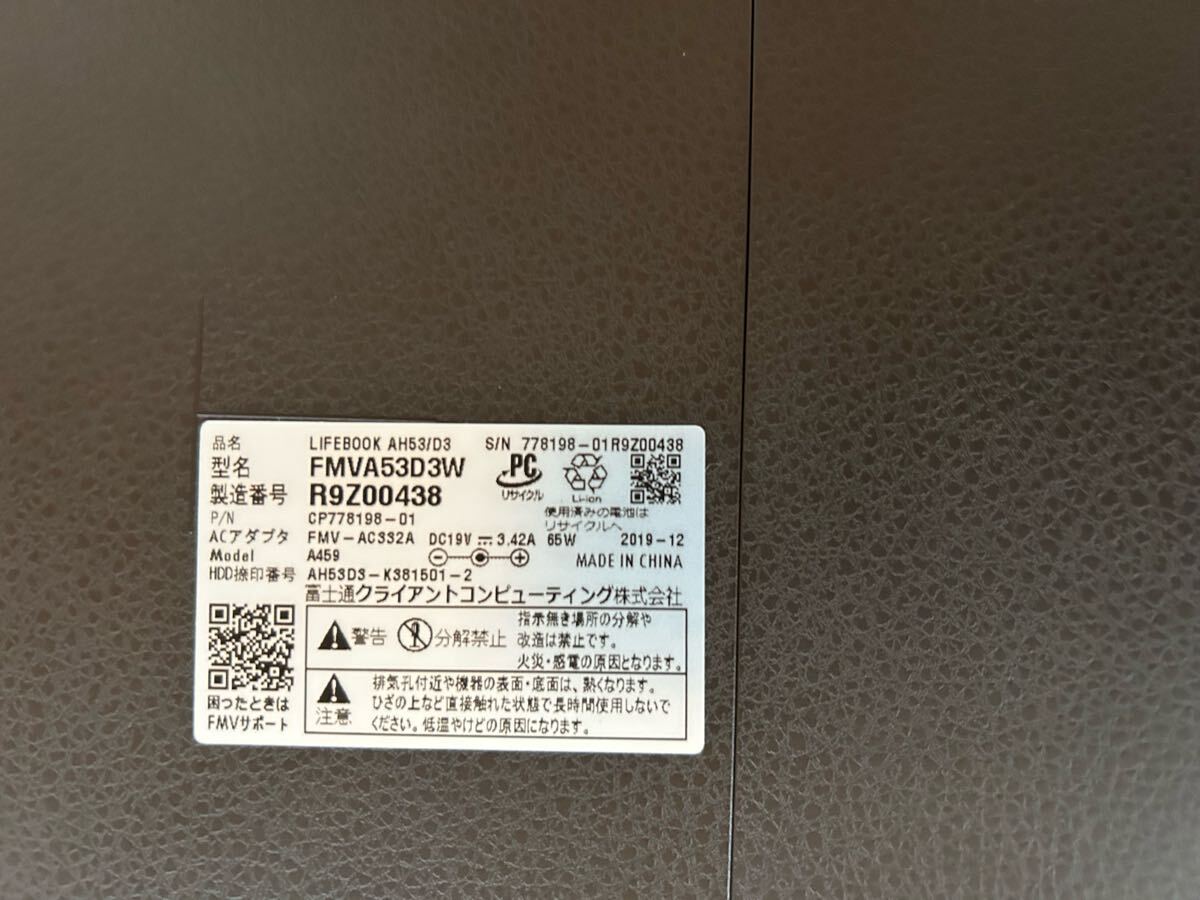 品名 LIFEBOOK AH53/D3 S/N 778198-01R9Z00438
型名 FMVA53D3W
製造番号 R9Z00438
PC
リサイクル
Li-ion
使用済みの電池は
リサイクルへ
P/N CP778198-01
ACアダプタ FMV-AC332A DC19V 3.42A 65W 2019-12
Model A459 MADE IN CHINA
HDD捺印番号 AH53D3-K381501-2
富士通クライアントコンピューティング株式会社
警告 分解禁止
指示無き場所の分解や
改造は禁止です。
火災・感電の原因となります。
注意
排気孔付近や機器の表面・底面は、熱くなります。
ひざの上など直接触れた状態で長時間使用しないで
ください。低温やけどの原因になります。
困ったときは
FMVサポート